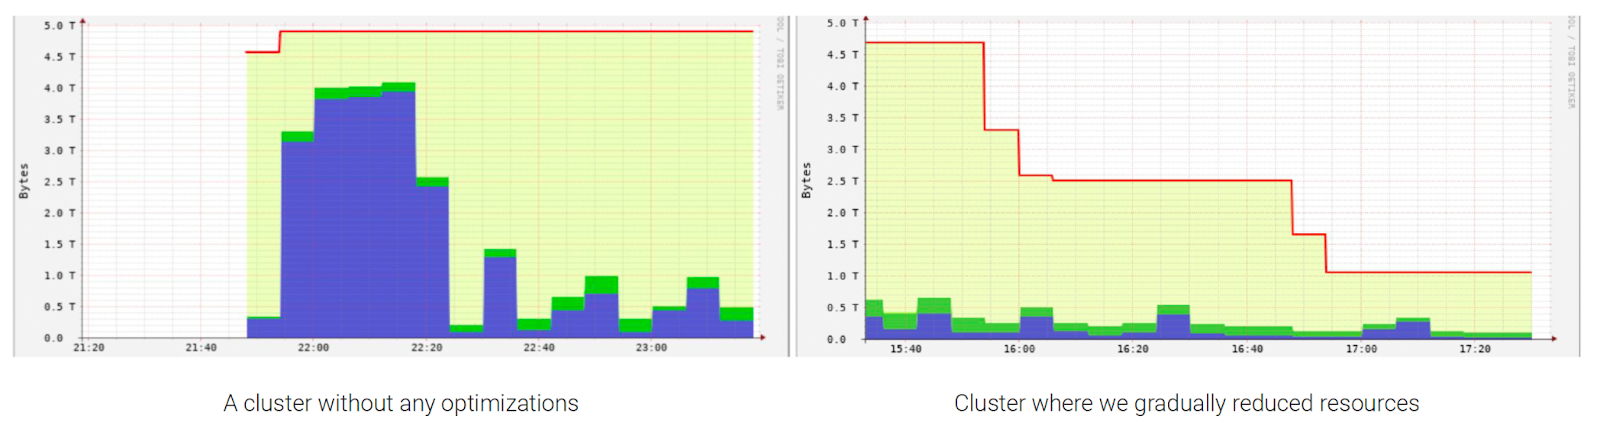 5.0 T
4.5 T
4.0 T
3.5 T
3.0 T
2.5 T
2.0 T
1.5 T
1.0 T
0.5 T
0.0
Bytes
21:20 21:40 22:00 22:20 22:40 23:00
TOBI OETIKER
5.0 T
4.5 T
4.0 T
3.5 T
3.0 T
2.5 T
2.0 T
1.5 T
1.0 T
0.5 T
0.0
Bytes
15:40 16:00 16:20 16:40 17:00 17:20
TOBI OETIKER
A cluster without any optimizations
Cluster where we gradually reduced resources